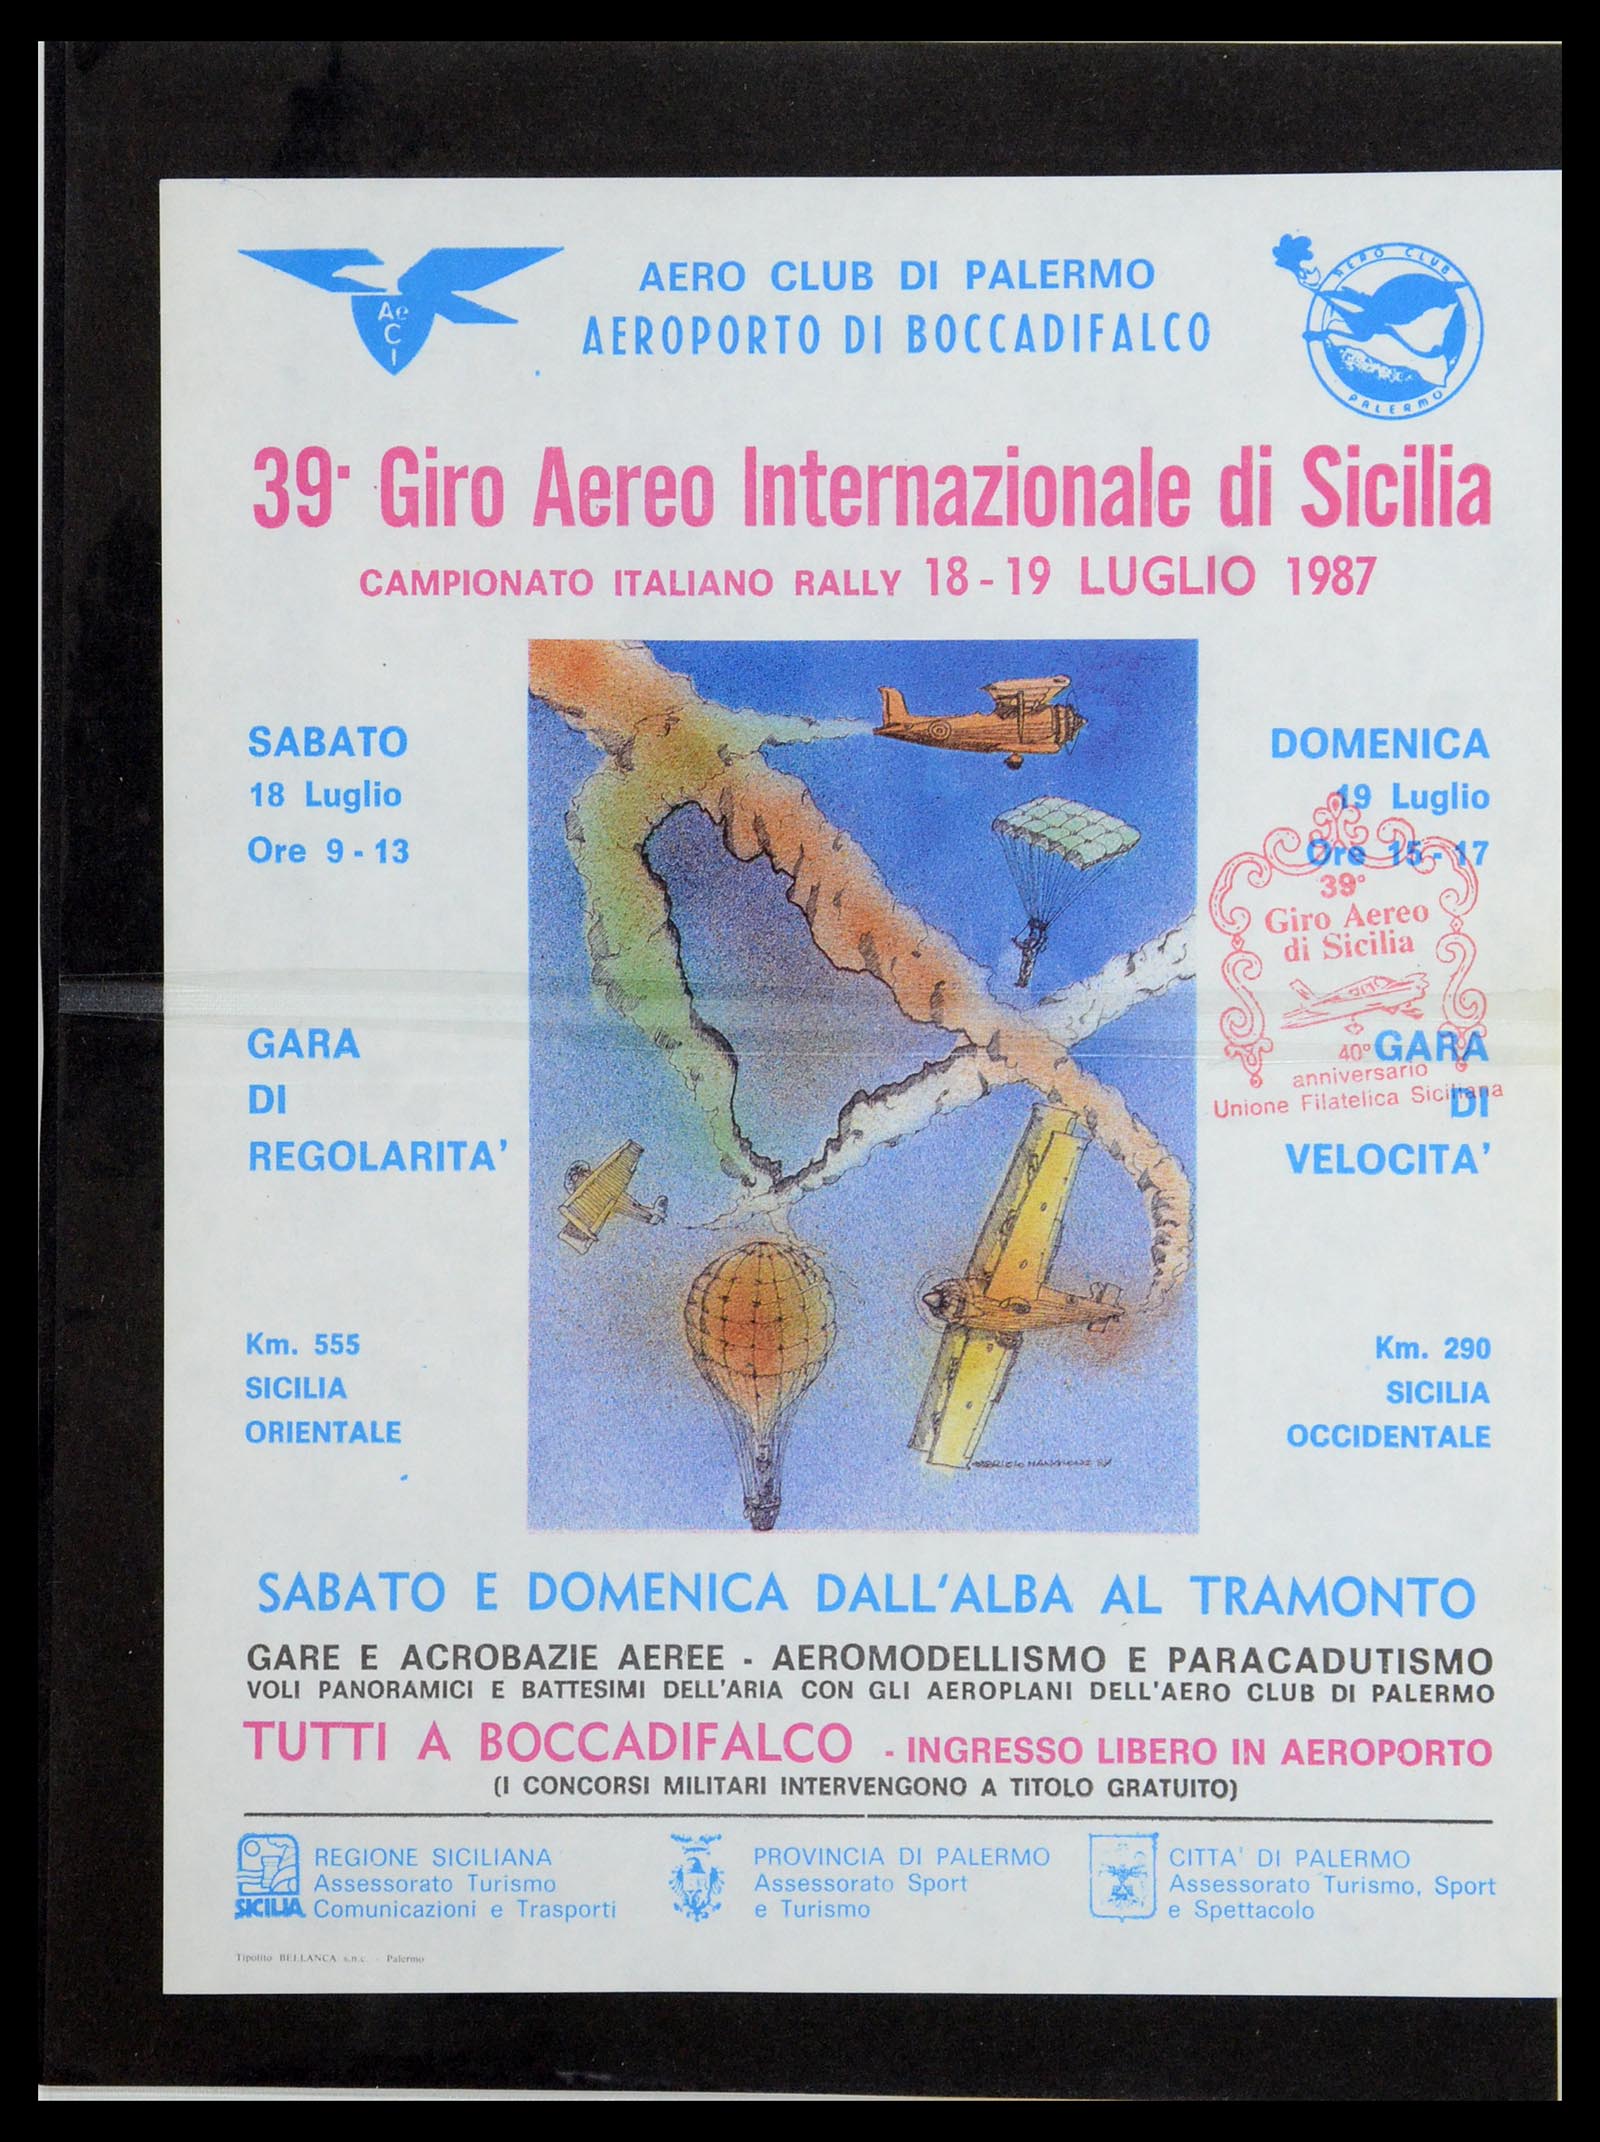 AeCI
AERO CLUB DI PALERMO
AEROPORTO DI BOCCADIFALCO
AERO CLUB
PALERMO
39· Giro Aereo Internazionale di Sicilia
CAMPIONATO ITALIANO RALLY 18 - 19 LUGLIO 1987
SABATO
18 Luglio
Ore 9 - 13
GARA
DI
REGOLARITA'
Km. 555
SICILIA
ORIENTALE
DOMENICA
19 Luglio
Ore 15 - 17
39°
Giro Aereo
di Sicilia
40°
anniversario
Unione Filatelica Siciliana
GARA
DI
VELOCITA'
Km. 290
SICILIA
OCCIDENTALE
SABATO E DOMENICA DALL'ALBA AL TRAMONTO
GARE E ACROBAZIE AEREE - AEROMODELLISMO E PARACADUTISMO
VOLI PANORAMICI E BATTESIMI DELL'ARIA CON GLI AEROPLANI DELL'AERO CLUB DI PALERMO
TUTTI A BOCCADIFALCO - INGRESSO LIBERO IN AEROPORTO
(I CONCORSI MILITARI INTERVENGONO A TITOLO GRATUITO)
SICILIA
REGIONE SICILIANA
Assessorato Turismo
Comunicazioni e Trasporti
PROVINCIA DI PALERMO
Assessorato Sport
e Turismo
CITTA' DI PALERMO
Assessorato Turismo, Sport
e Spettacolo
Tipolito BELLANCA s.n.c. - Palermo